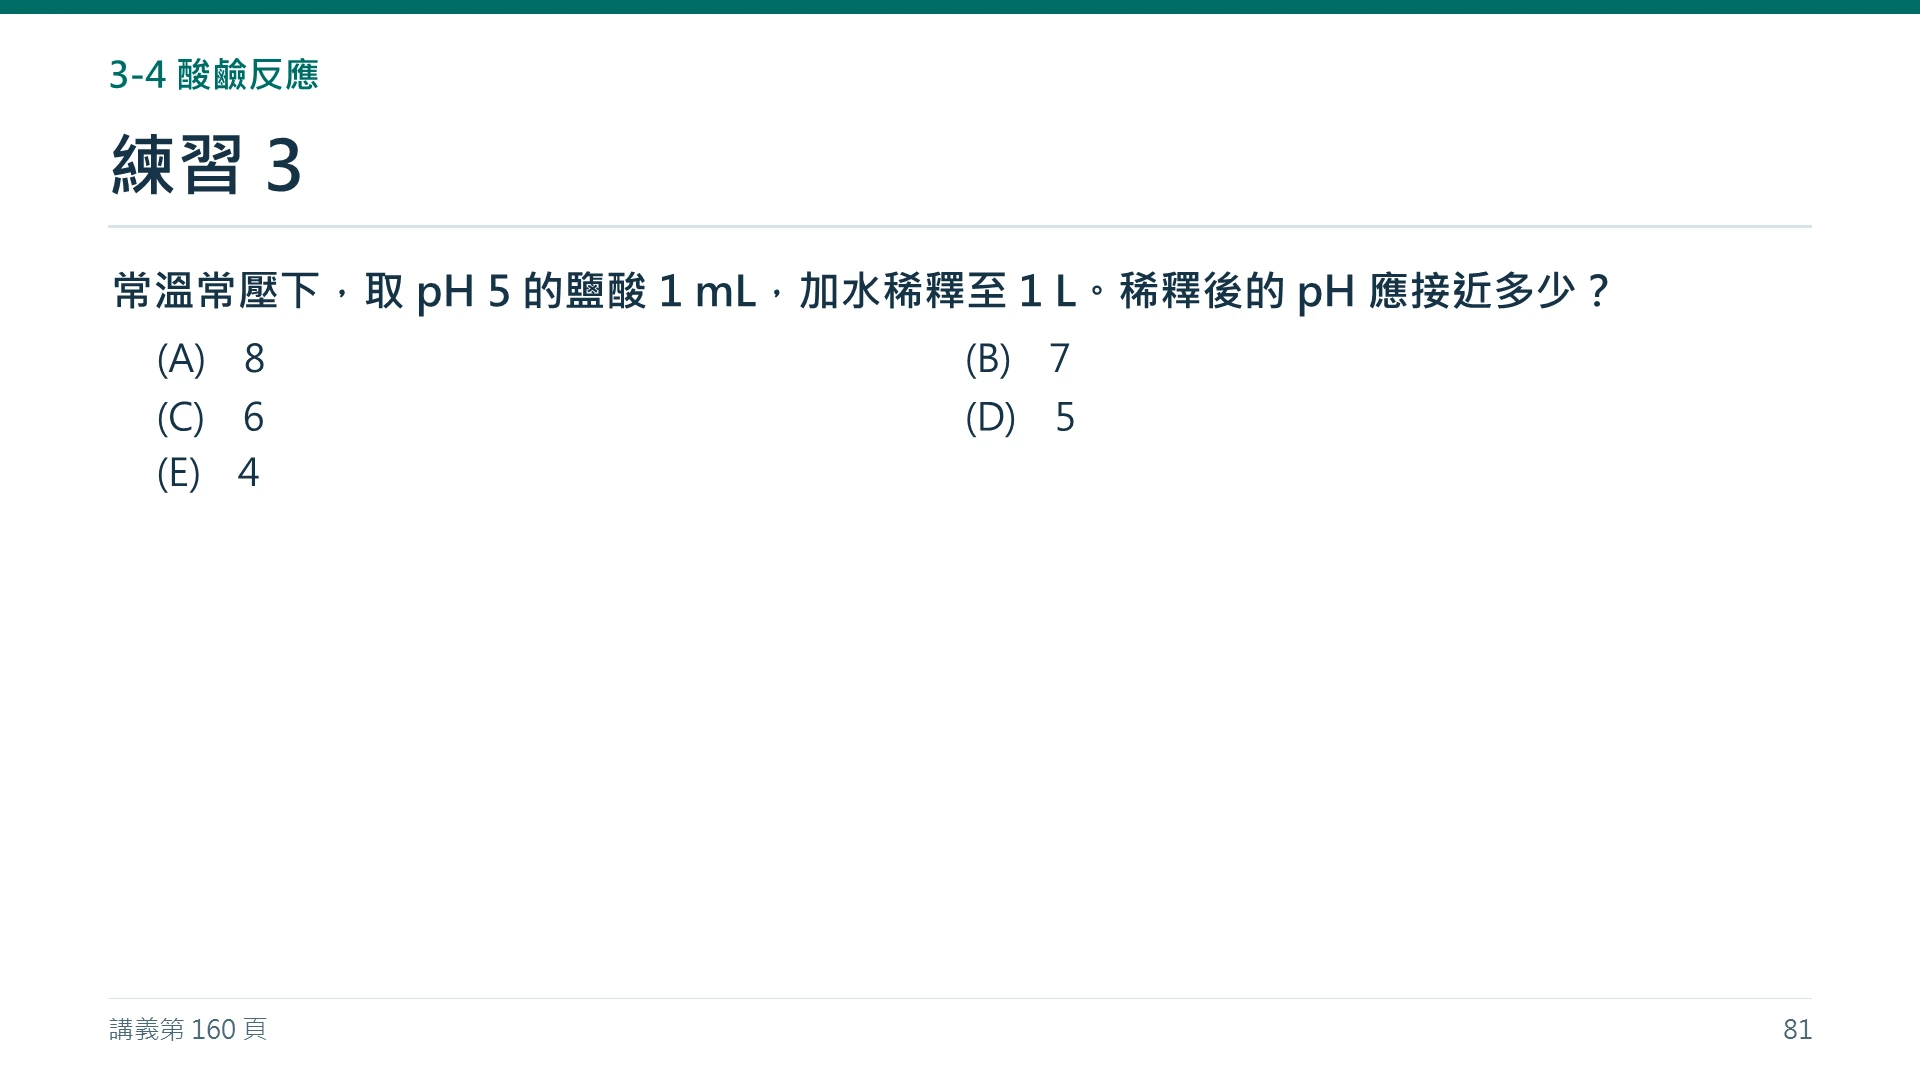 3-4 酸鹼反應
練習 3
常溫常壓下，取 pH 5 的鹽酸 1 mL，加水稀釋至 1 L。稀釋後的 pH 應接近多少？
(A) 8
(B) 7
(C) 6
(D) 5
(E) 4
講義第 160 頁
81